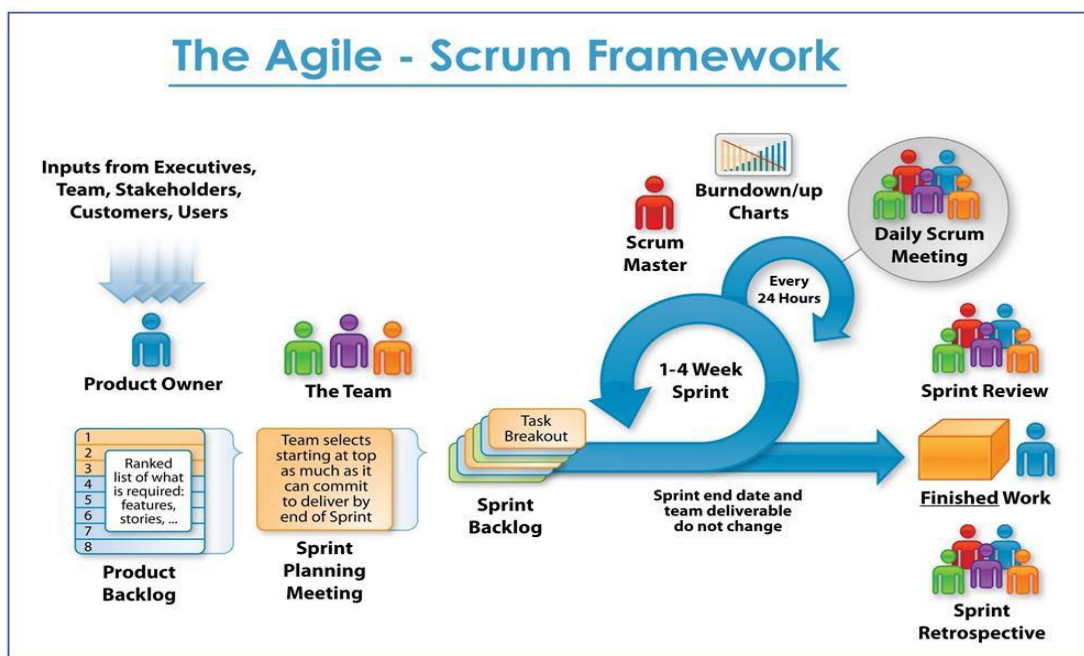 The Agile - Scrum Framework
Inputs from Executives,
Team, Stakeholders,
Customers, Users
Product Owner
The Team
1
2
3
4
5
6
7
8
Ranked
list of what
is required:
features,
stories, ...
Product
Backlog
Team selects
starting at top
as much as it
can commit
to deliver by
end of Sprint
Sprint
Planning
Meeting
Task
Breakout
Sprint
Backlog
Scrum
Master
Burndown/up
Charts
Every
24 Hours
Daily Scrum
Meeting
1-4 Week
Sprint
Sprint end date and
team deliverable
do not change
Sprint Review
Finished Work
Sprint
Retrospective